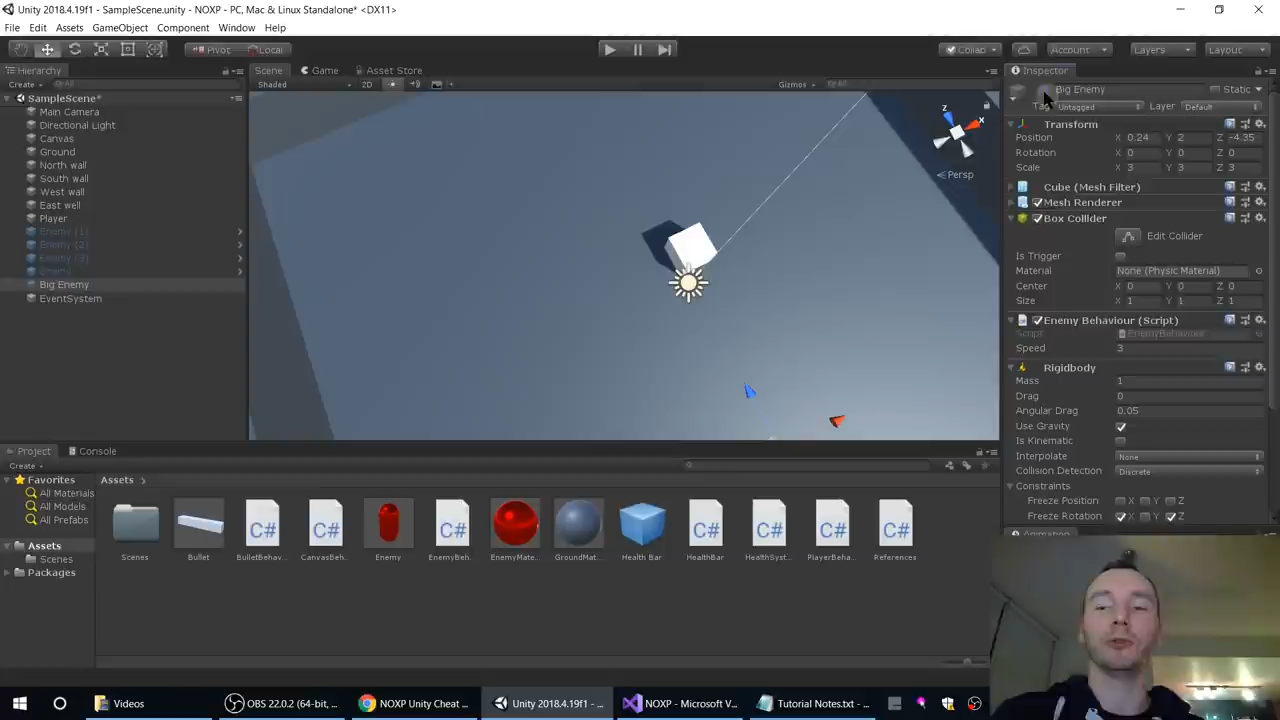 Unity 2018.4.19f1 - SampleScene.unity - NOXP - PC, Mac & Linux Standalone* <DX11>
File Edit Assets GameObject Component Window Help
Pivot Local Collab Account Layers Layout
Hierarchy
Create All
SampleScene*
Main Camera
Directional Light
Canvas
Ground
North wall
South wall
West wall
East wall
Player
Enemy (1)
Enemy (2)
Enemy (3)
Enemy
Big Enemy
EventSystem
Scene Game Asset Store
Shaded 2D Gizmos All
z
x
Persp
Inspector
Big Enemy Static
Tag Untagged Layer Default
Transform
Position X 0.24 Y 2 Z -4.35
Rotation X 0 Y 0 Z 0
Scale X 3 Y 3 Z 3
Cube (Mesh Filter)
Mesh Renderer
Box Collider
Edit Collider
Is Trigger
Material None (Physic Material)
Center X 0 Y 0 Z 0
Size X 1 Y 1 Z 1
Enemy Behaviour (Script)
Script EnemyBehaviour
Speed 3
Rigidbody
Mass 1
Drag 0
Angular Drag 0.05
Use Gravity
Is Kinematic
Interpolate None
Collision Detection Discrete
Constraints
Freeze Position X Y Z
Freeze Rotation X Y Z
Animation
Project Console
Create
Favorites
All Materials
All Models
All Prefabs
Assets
Scenes
Packages
Assets
Scenes Bullet BulletBehav.. CanvasBeh.. Enemy EnemyBeh.. EnemyMate.. GroundMat.. Health Bar HealthBar HealthSyst.. PlayerBeha.. References
C# C# C# C# C# C# C#
Videos OBS 22.0.2 (64-bit, ... NOXP Unity Cheat ... Unity 2018.4.19f1 - ... NOXP - Microsoft V... Tutorial Notes.txt - ...